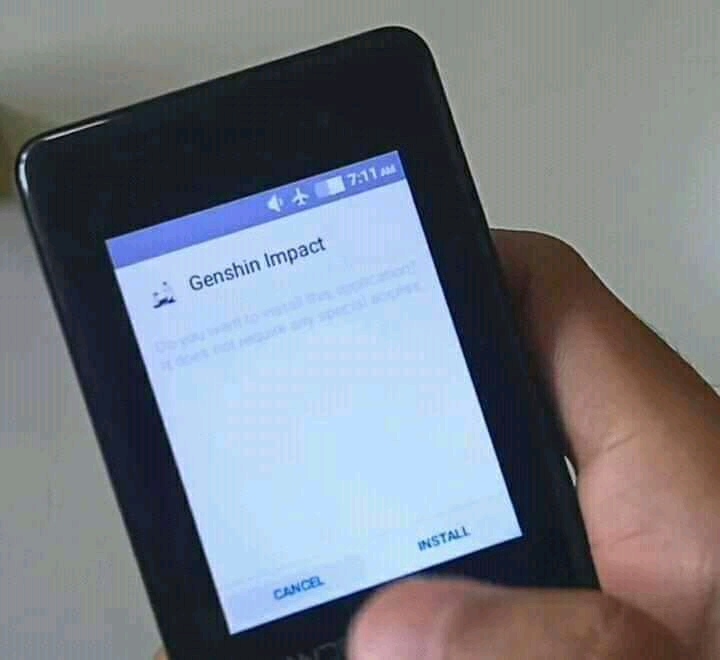 7:11 AM
Genshin Impact
Do you want to install this application?
It does not require any special access.
CANCEL
INSTALL